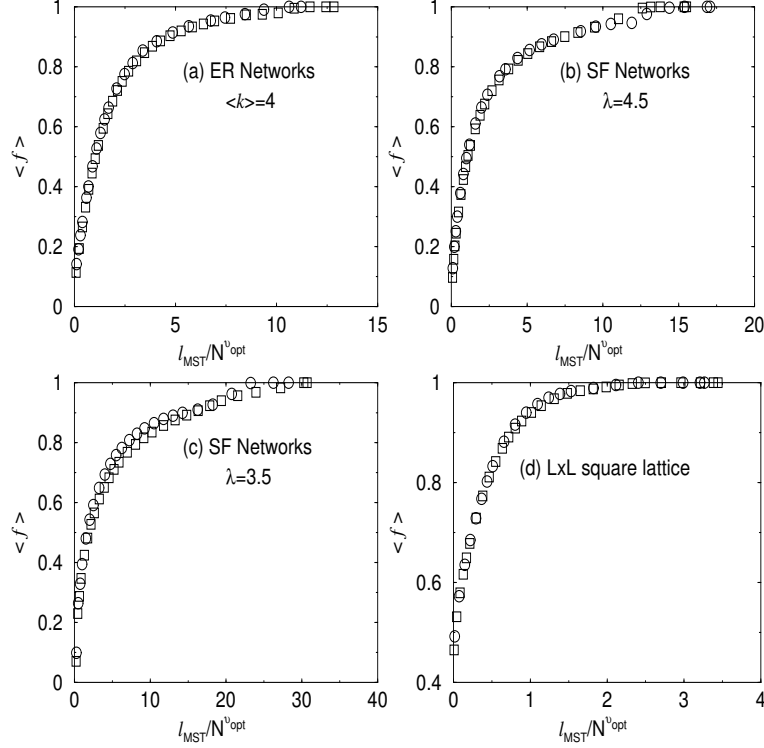 1
0.8
0.6
0.4
0.2
0
< f >
(a) ER Networks
<k>=4
0 5 10 15
l_MST/N^υopt
1
0.8
0.6
0.4
0.2
0
< f >
(b) SF Networks
λ=4.5
0 5 10 15 20
l_MST/N^υopt
1
0.8
0.6
0.4
0.2
0
< f >
(c) SF Networks
λ=3.5
0 10 20 30 40
l_MST/N^υopt
1
0.8
0.6
0.4
< f >
(d) LxL square lattice
0 1 2 3 4
l_MST/N^υopt